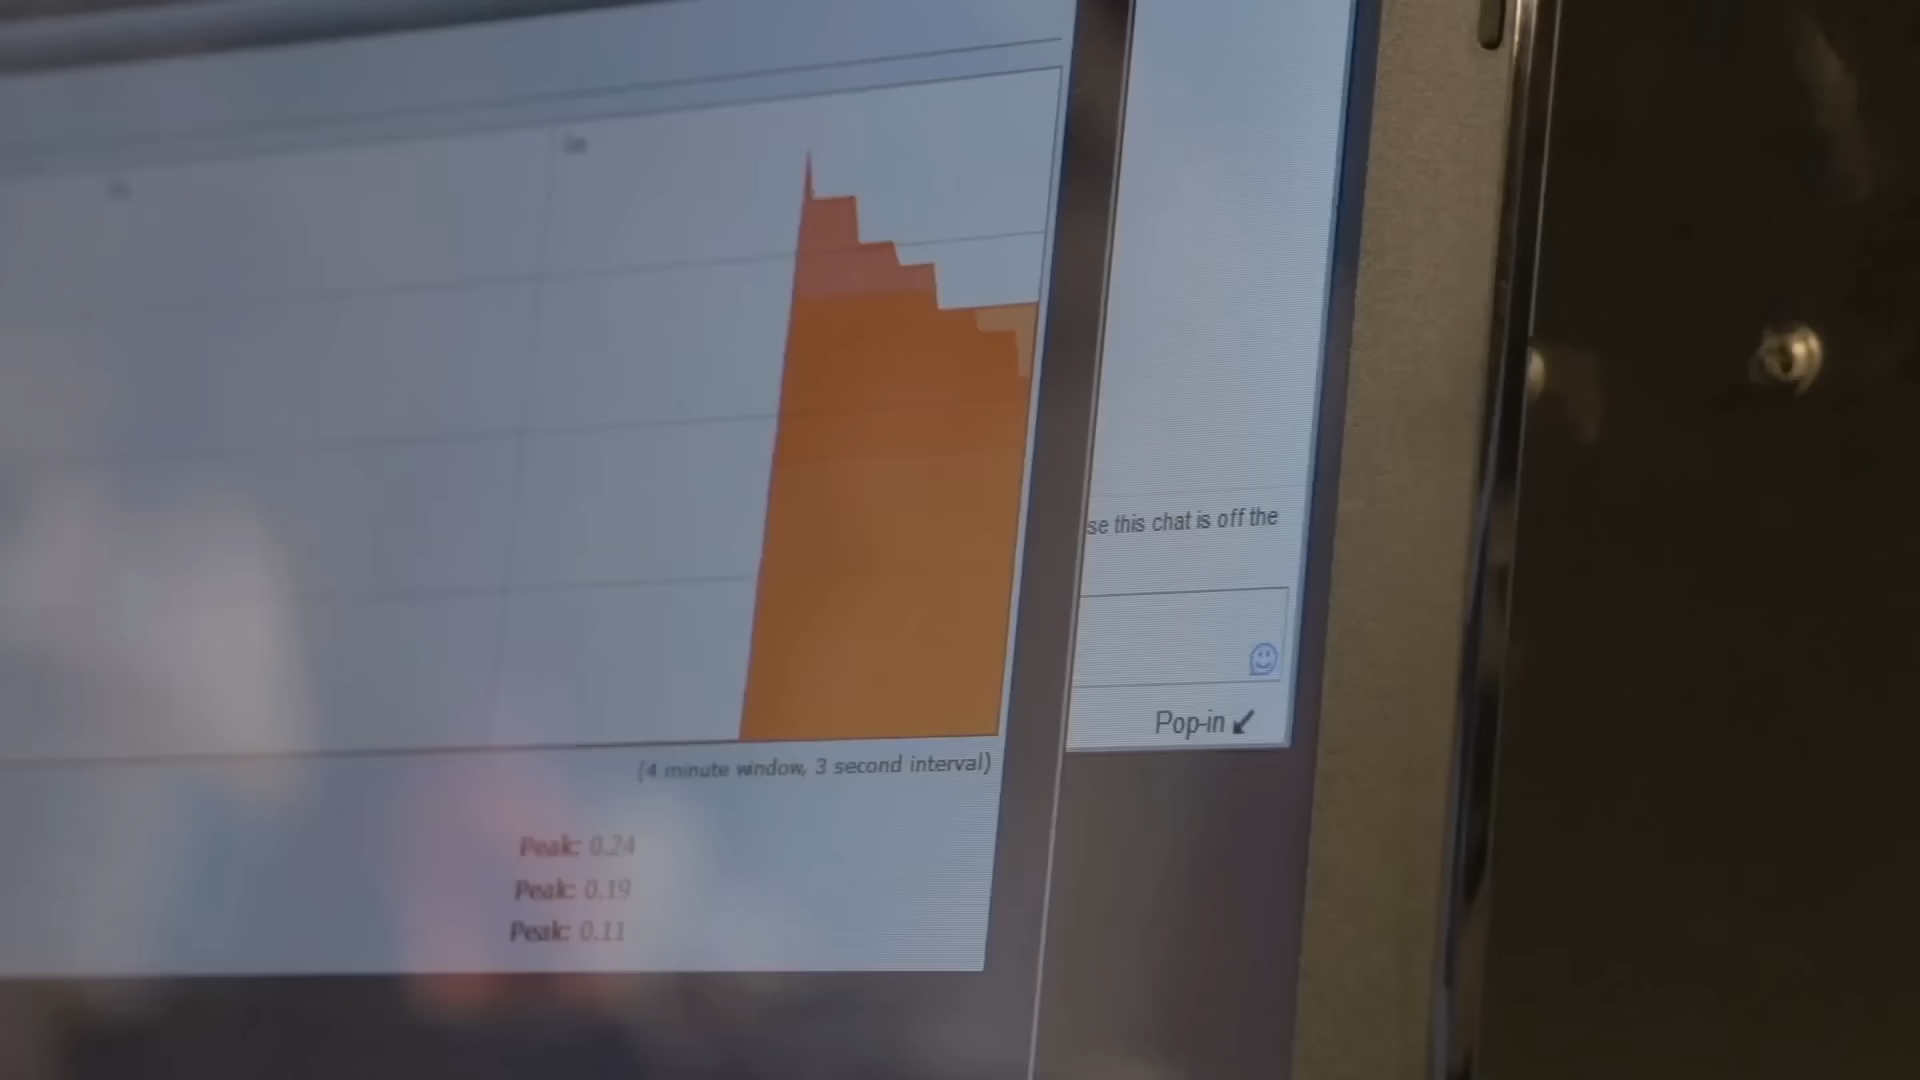 se this chat is off the
Pop-in
(4 minute window, 3 second interval)
Peak: 0.24
Peak: 0.19
Peak: 0.11